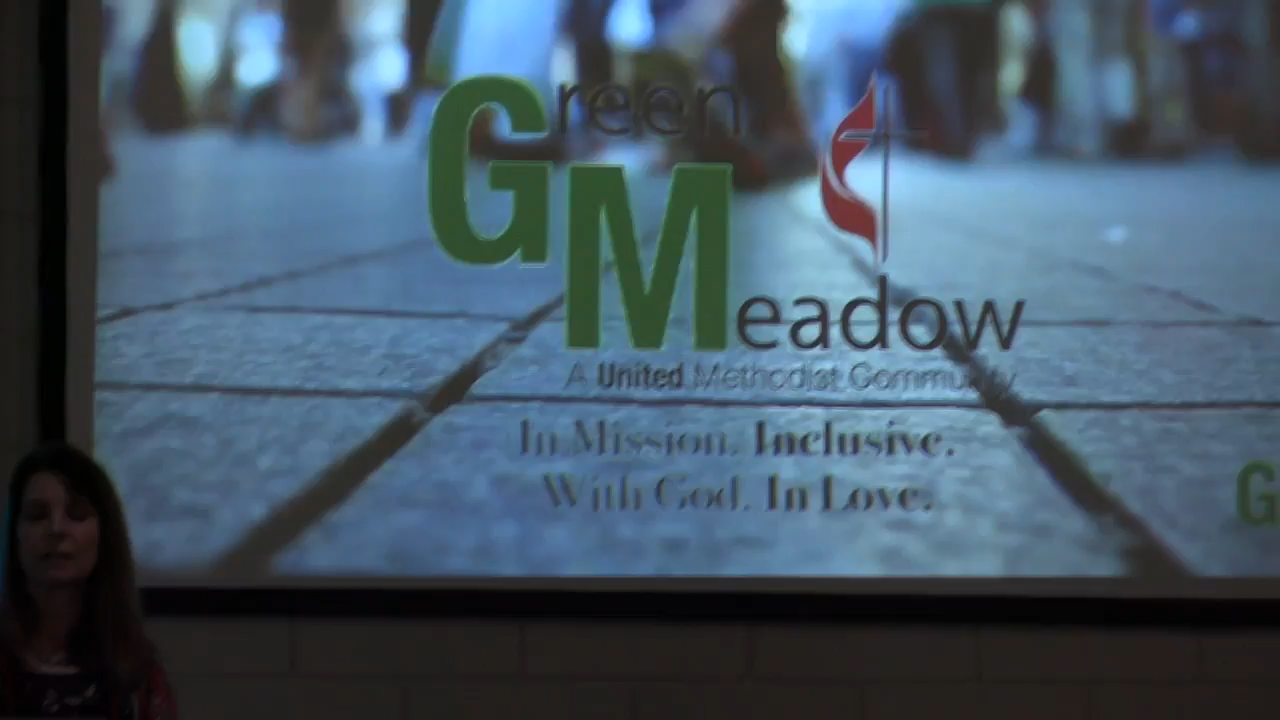 Green
Meadow
A United Methodist Community
In Mission. Inclusive.
With God. In Love.
G